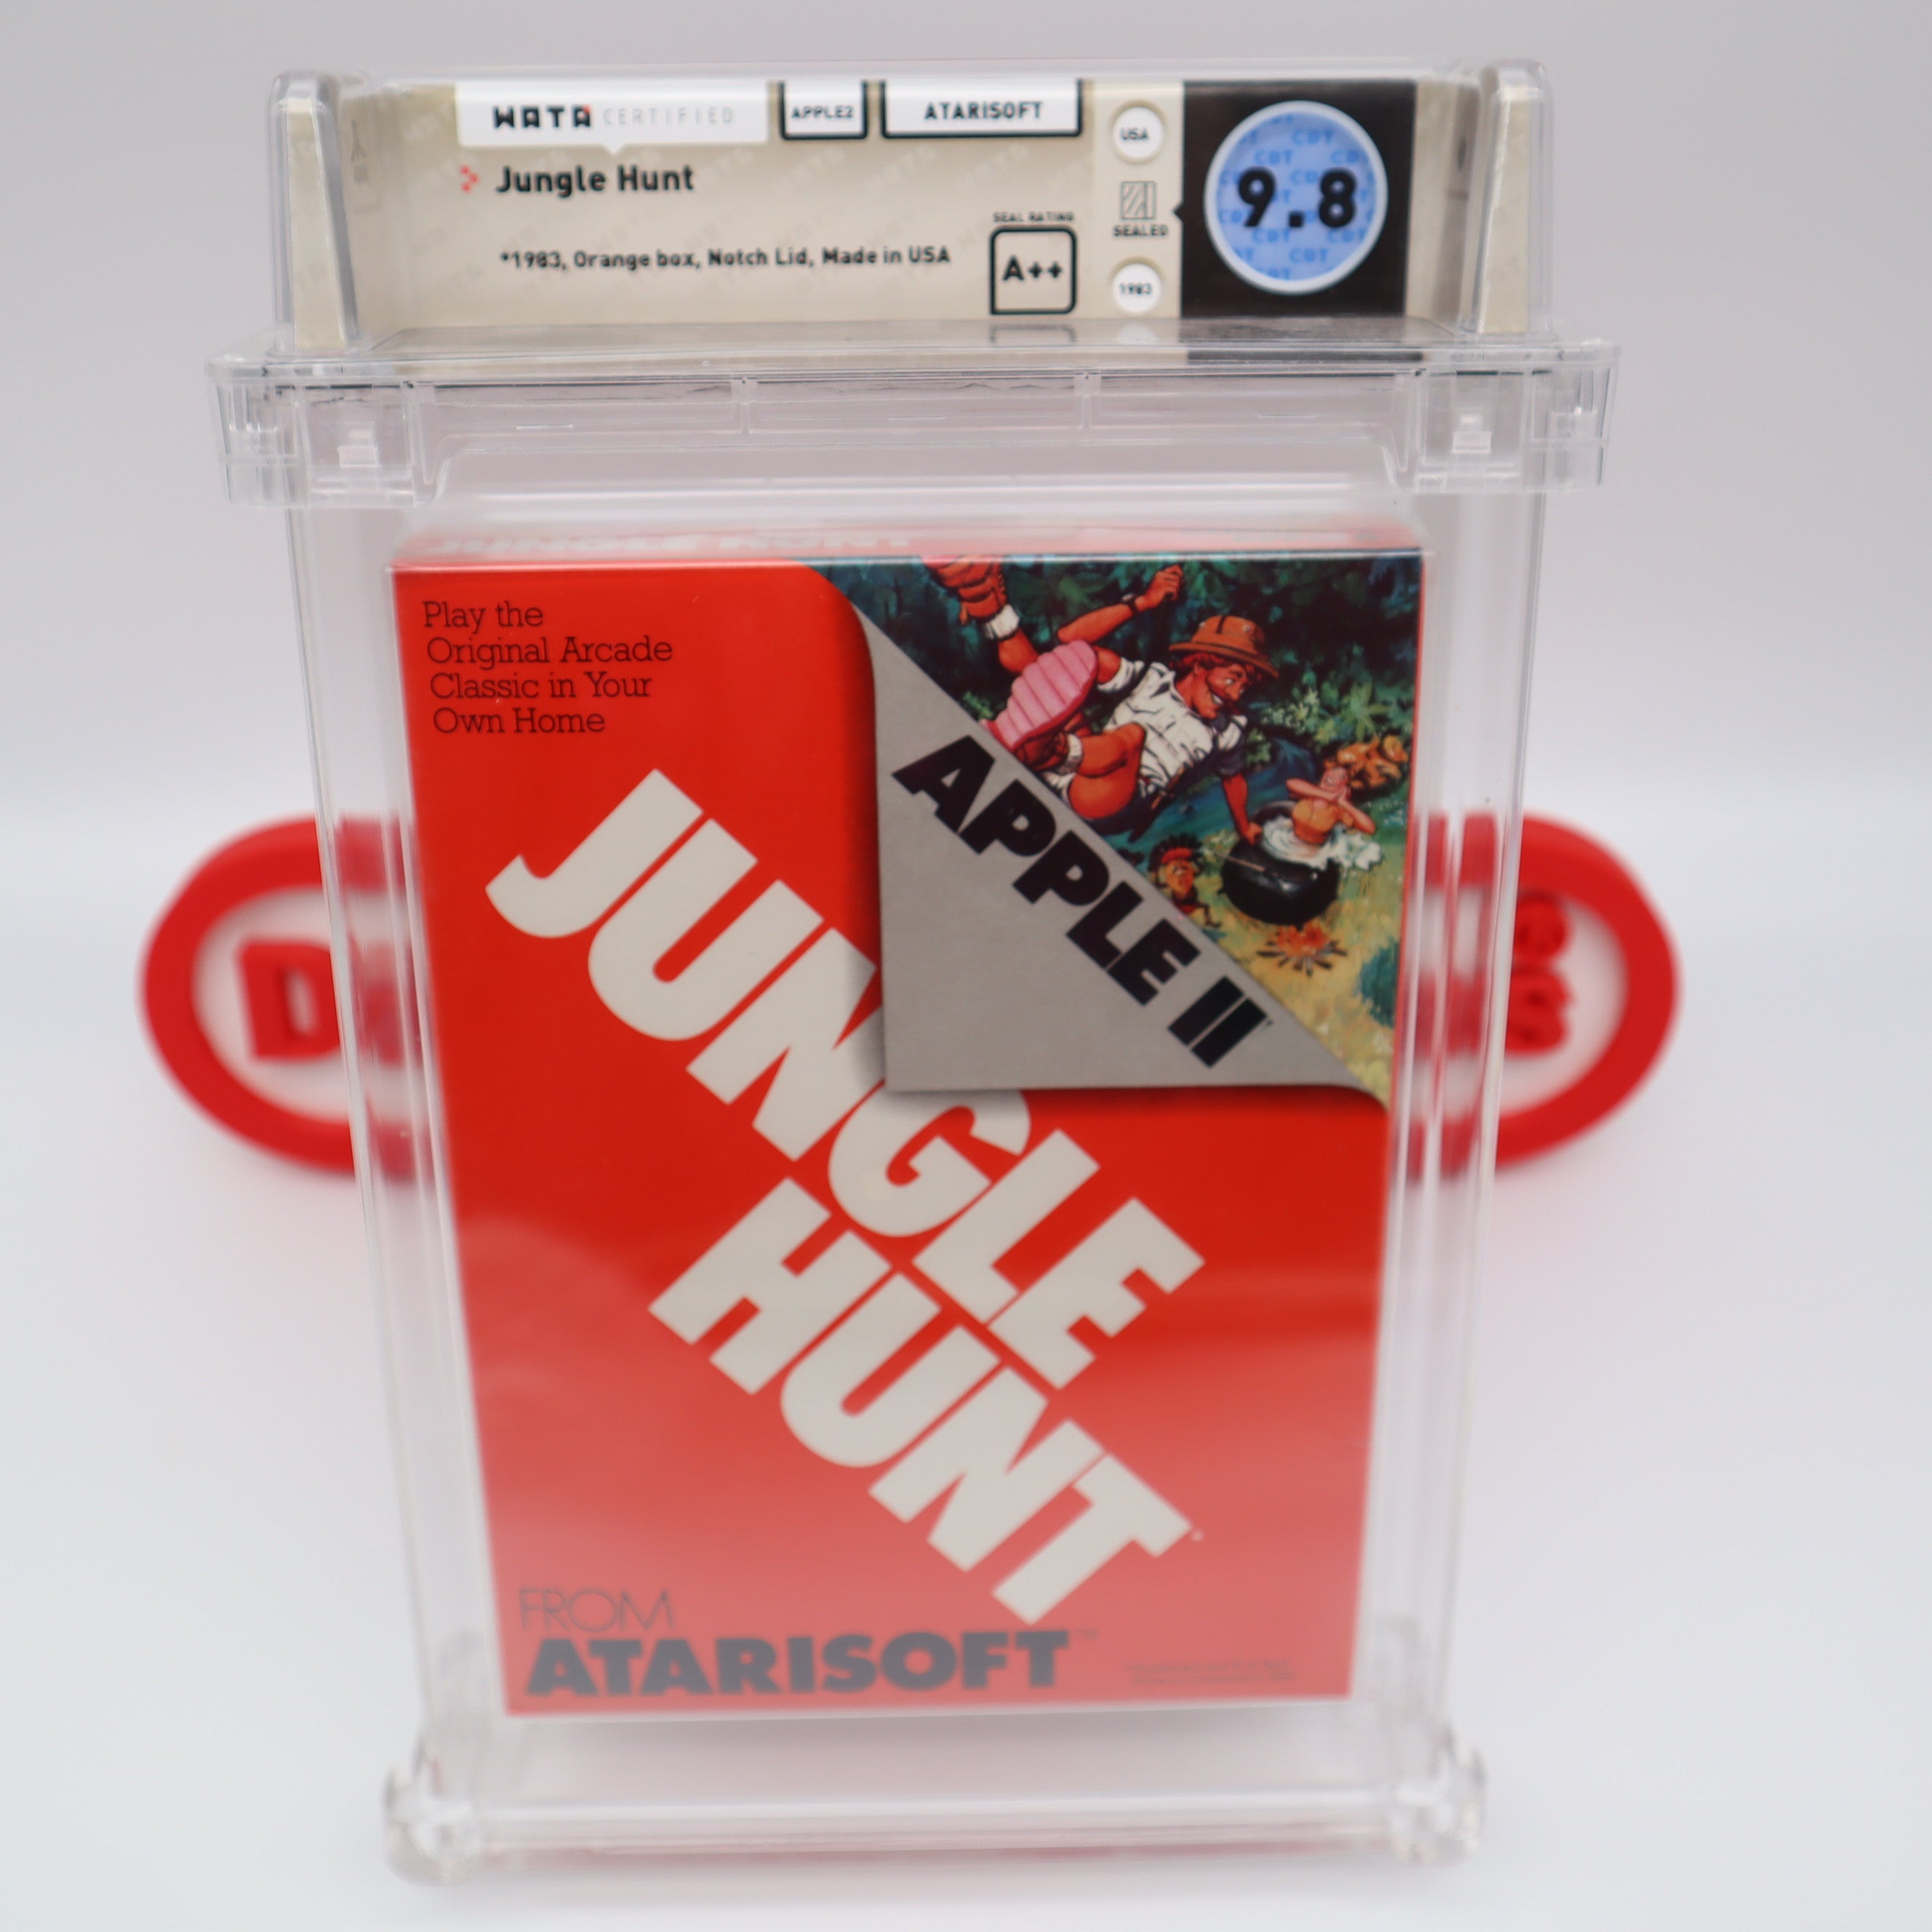 WATA CERTIFIED
APPLE2
ATARISOFT
USA
Jungle Hunt
SEALED
9.8
SEAL RATING
A++
*1983, Orange box, Notch Lid, Made in USA
1983
Play the
Original Arcade
Classic in Your
Own Home
APPLE II
JUNGLE
HUNT
FROM
ATARISOFT™